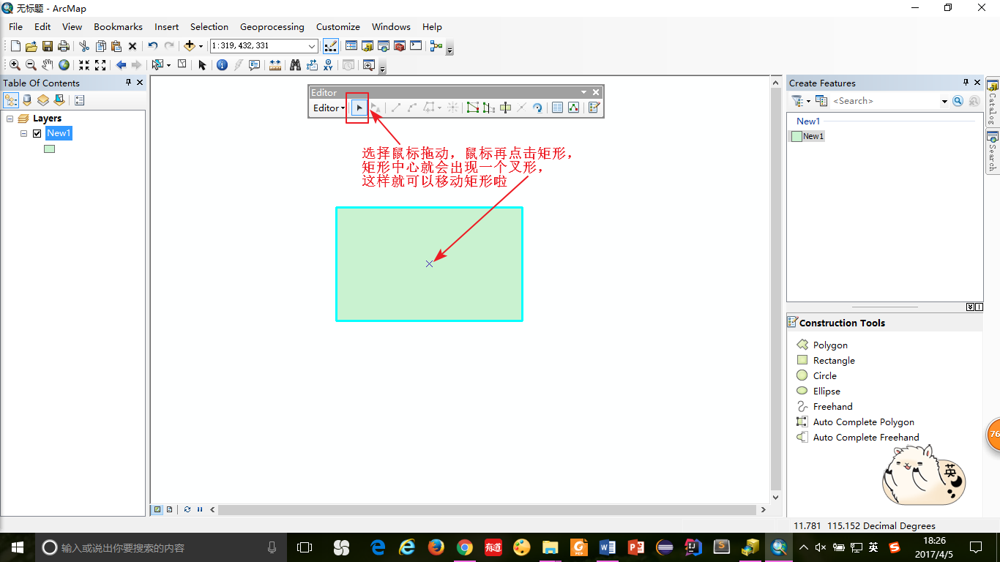 无标题 - ArcMap
File Edit View Bookmarks Insert Selection Geoprocessing Customize Windows Help
1:319,432,331
Table Of Contents
Layers
New1
Editor
Editor
选择鼠标拖动，鼠标再点击矩形，
矩形中心就会出现一个叉形，
这样就可以移动矩形啦
Create Features
<Search>
New1
New1
Construction Tools
Polygon
Rectangle
Circle
Ellipse
Freehand
Auto Complete Polygon
Auto Complete Freehand
Catalog
Search
76
英
11.781 115.152 Decimal Degrees
输入或说出你要搜索的内容
有道
英
18:26
2017/4/5